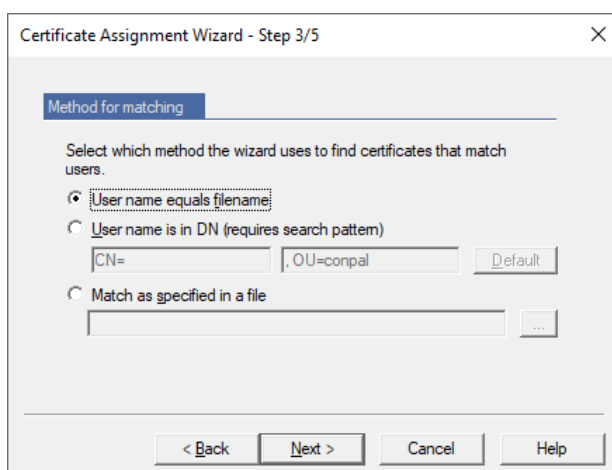 Certificate Assignment Wizard - Step 3/5
Method for matching
Select which method the wizard uses to find certificates that match
users.
User name equals filename
User name is in DN (requires search pattern)
CN= , OU=conpal Default
Match as specified in a file
...
< Back Next > Cancel Help